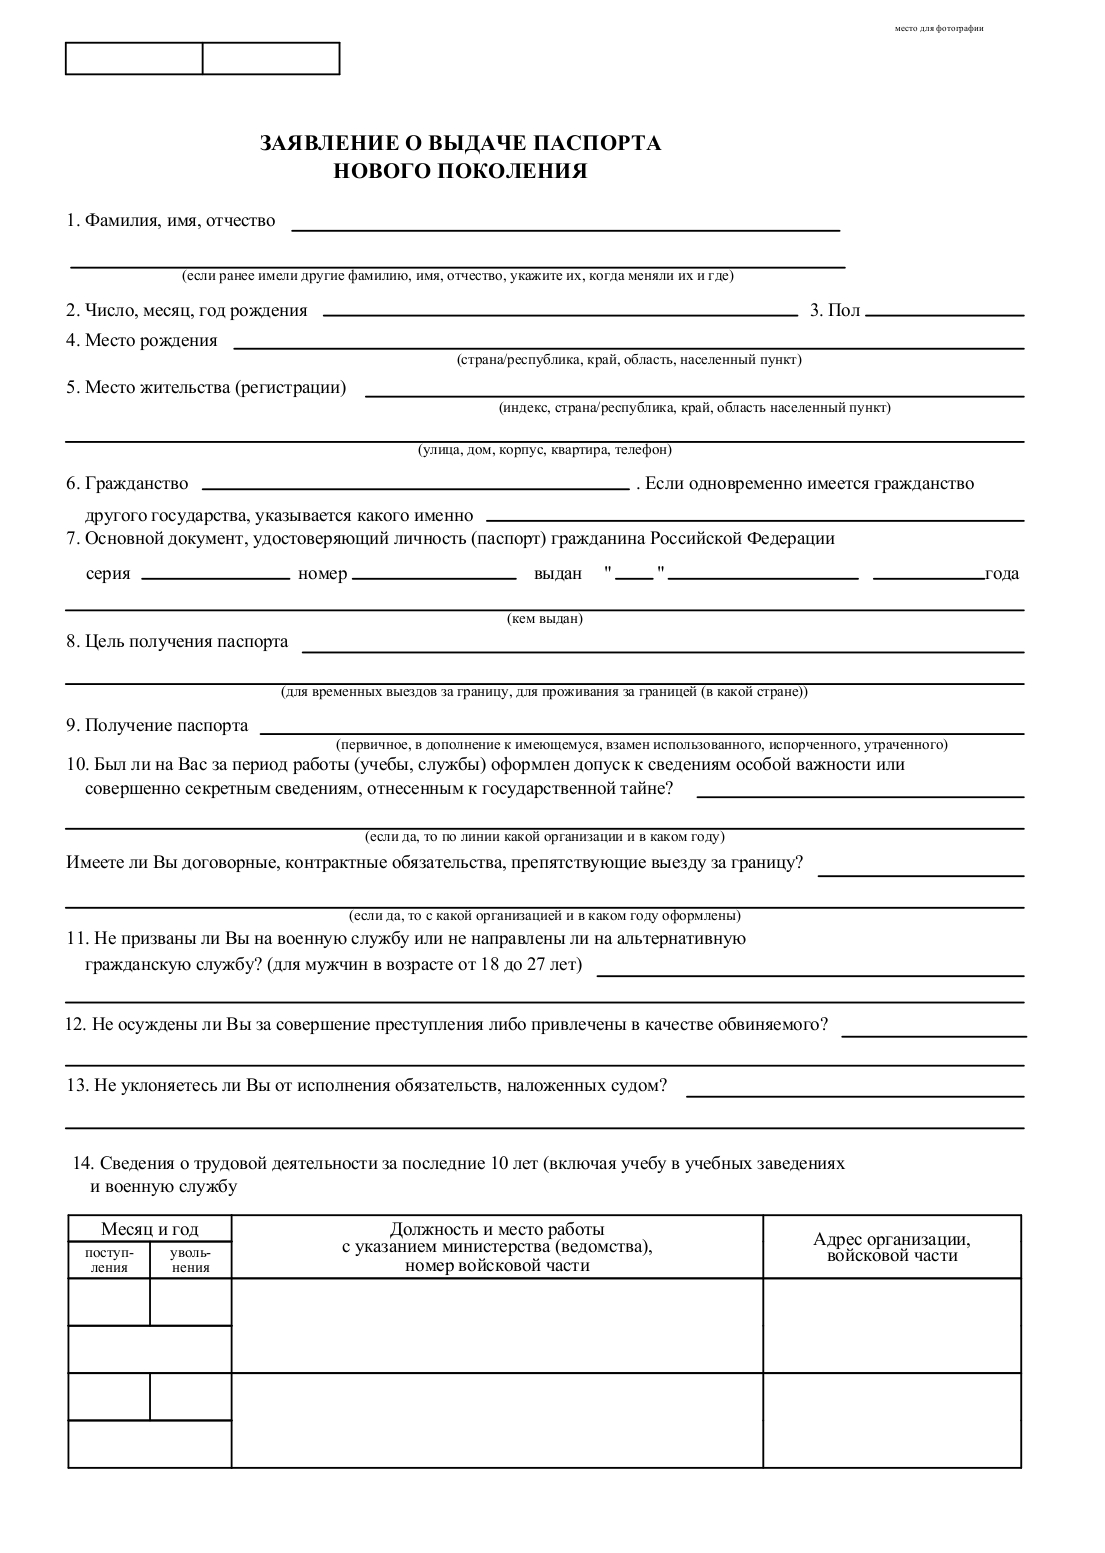 место для фотографии
ЗАЯВЛЕНИЕ О ВЫДАЧЕ ПАСПОРТА
НОВОГО ПОКОЛЕНИЯ
1. Фамилия, имя, отчество
(если ранее имели другие фамилию, имя, отчество, укажите их, когда меняли их и где)
2. Число, месяц, год рождения 3. Пол
4. Место рождения
(страна/республика, край, область, населенный пункт)
5. Место жительства (регистрации)
(индекс, страна/республика, край, область населенный пункт)
(улица, дом, корпус, квартира, телефон)
6. Гражданство . Если одновременно имеется гражданство
другого государства, указывается какого именно
7. Основной документ, удостоверяющий личность (паспорт) гражданина Российской Федерации
серия номер выдан " " года
(кем выдан)
8. Цель получения паспорта
(для временных выездов за границу, для проживания за границей (в какой стране))
9. Получение паспорта
(первичное, в дополнение к имеющемуся, взамен использованного, испорченного, утраченного)
10. Был ли на Вас за период работы (учебы, службы) оформлен допуск к сведениям особой важности или
совершенно секретным сведениям, отнесенным к государственной тайне?
(если да, то по линии какой организации и в каком году)
Имеете ли Вы договорные, контрактные обязательства, препятствующие выезду за границу?
(если да, то с какой организацией и в каком году оформлены)
11. Не призваны ли Вы на военную службу или не направлены ли на альтернативную
гражданскую службу? (для мужчин в возрасте от 18 до 27 лет)
12. Не осуждены ли Вы за совершение преступления либо привлечены в качестве обвиняемого?
13. Не уклоняетесь ли Вы от исполнения обязательств, наложенных судом?
14. Сведения о трудовой деятельности за последние 10 лет (включая учебу в учебных заведениях
и военную службу
Месяц и год
поступ-
ления
уволь-
нения
Должность и место работы
с указанием министерства (ведомства),
номер войсковой части
Адрес организации,
войсковой части